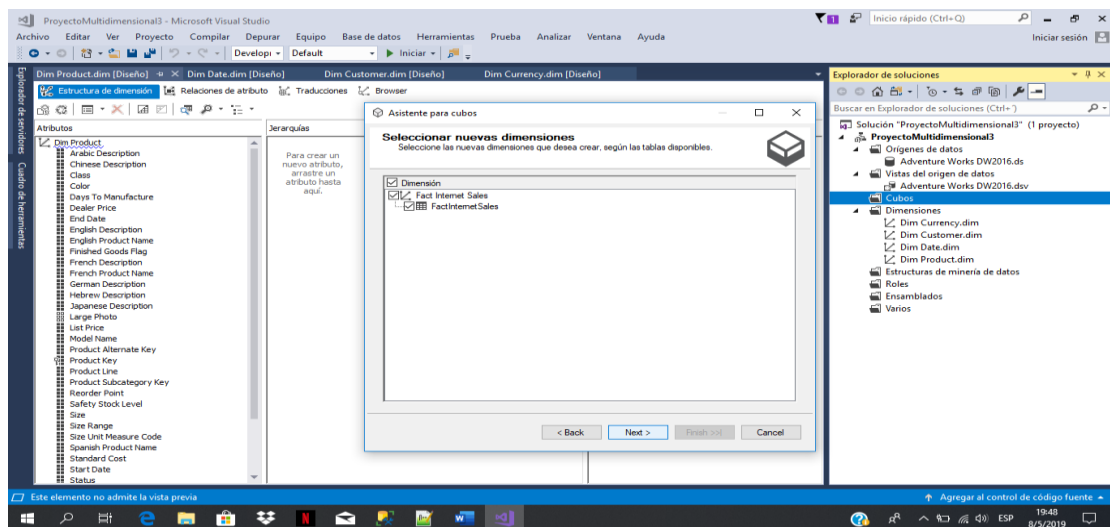 ProyectoMultidimensional3 - Microsoft Visual Studio
Inicio rápido (Ctrl+Q)
Archivo Editar Ver Proyecto Compilar Depurar Equipo Base de datos Herramientas Prueba Analizar Ventana Ayuda
Iniciar sesión
Developi Default Iniciar
Explorador de servidores
Cuadro de herramientas
Dim Product.dim [Diseño] Dim Date.dim [Diseño] Dim Customer.dim [Diseño] Dim Currency.dim [Diseño]
Estructura de dimensión Relaciones de atributo Traducciones Browser
Atributos
Dim Product
Arabic Description
Chinese Description
Class
Color
Days To Manufacture
Dealer Price
End Date
English Description
English Product Name
Finished Goods Flag
French Description
French Product Name
German Description
Hebrew Description
Japanese Description
Large Photo
List Price
Model Name
Product Alternate Key
Product Key
Product Line
Product Subcategory Key
Reorder Point
Safety Stock Level
Size
Size Range
Size Unit Measure Code
Spanish Product Name
Standard Cost
Start Date
Status
Jerarquías
Para crear un
nuevo atributo,
arrastre un
atributo hasta
aquí.
Asistente para cubos
Seleccionar nuevas dimensiones
Seleccione las nuevas dimensiones que desea crear, según las tablas disponibles.
Dimensión
Fact Internet Sales
FactInternetSales
< Back Next > Finish >>| Cancel
Explorador de soluciones
Buscar en Explorador de soluciones (Ctrl+')
Solución "ProyectoMultidimensional3" (1 proyecto)
ProyectoMultidimensional3
Orígenes de datos
Adventure Works DW2016.ds
Vistas del origen de datos
Adventure Works DW2016.dsv
Cubos
Dimensiones
Dim Currency.dim
Dim Customer.dim
Dim Date.dim
Dim Product.dim
Estructuras de minería de datos
Roles
Ensamblados
Varios
Este elemento no admite la vista previa
Agregar al control de código fuente
ESP
19:48
8/5/2019